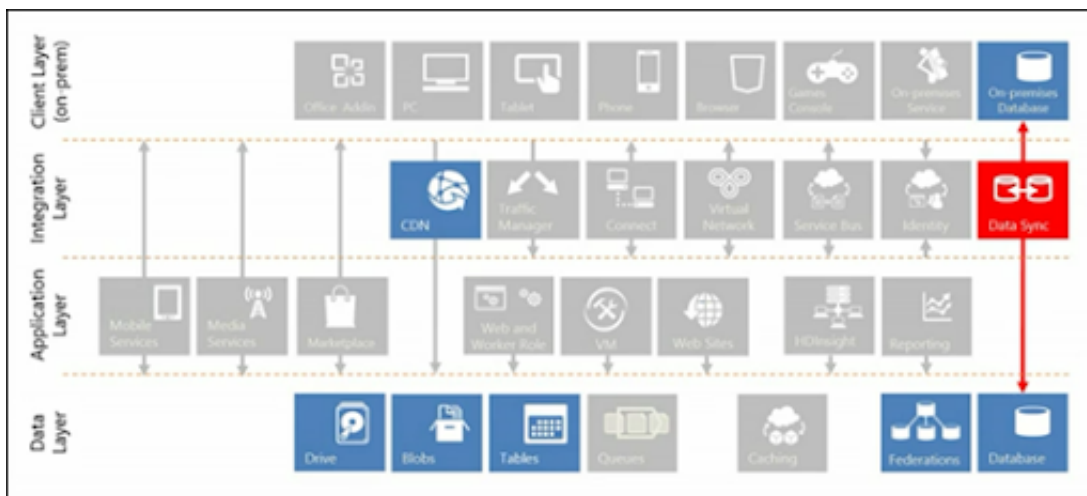 Client Layer
(on-prem)
Office Addin
PC
Tablet
Phone
Browser
Games
Console
On-premises
Service
On-premises
Database
Integration
Layer
CDN
Traffic
Manager
Connect
Virtual
Network
Service Bus
Identity
Data Sync
Application
Layer
Mobile
Services
Media
Services
Marketplace
Web and
Worker Role
VM
Web Sites
HDInsight
Reporting
Data
Layer
Drive
Blobs
Tables
Queues
Caching
Federations
Database